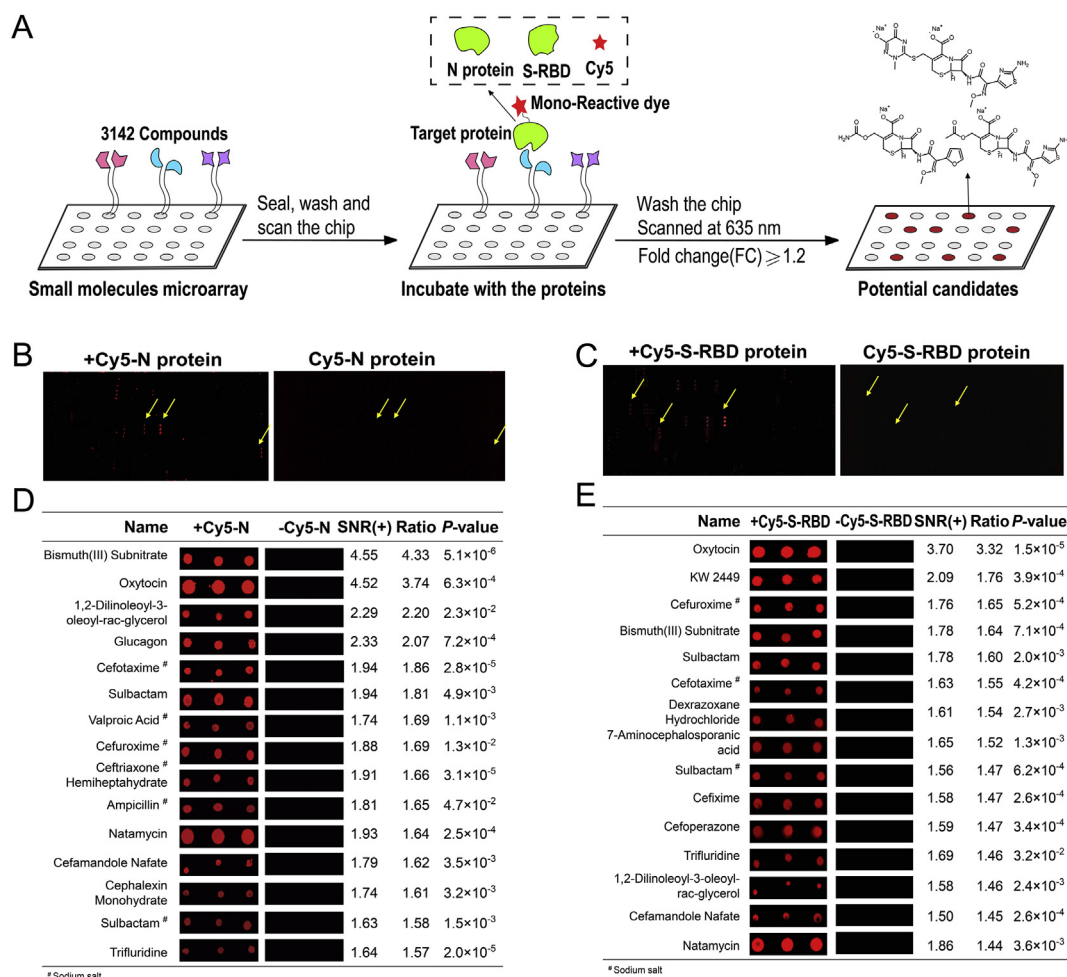 A
N protein S-RBD Cy5
Mono-Reactive dye
3142 Compounds
Target protein
Seal, wash and
scan the chip
Wash the chip
Scanned at 635 nm
Fold change(FC) ⩾1.2
Small molecules microarray
Incubate with the proteins
Potential candidates
B
+Cy5-N protein Cy5-N protein
C
+Cy5-S-RBD protein Cy5-S-RBD protein
D
Name +Cy5-N -Cy5-N SNR(+) Ratio P-value
Bismuth(III) Subnitrate 4.55 4.33 5.1×10-6
Oxytocin 4.52 3.74 6.3×10-4
1,2-Dilinoleoyl-3-
oleoyl-rac-glycerol 2.29 2.20 2.3×10-2
Glucagon 2.33 2.07 7.2×10-4
Cefotaxime # 1.94 1.86 2.8×10-5
Sulbactam 1.94 1.81 4.9×10-3
Valproic Acid # 1.74 1.69 1.1×10-3
Cefuroxime # 1.88 1.69 1.3×10-2
Ceftriaxone #
Hemiheptahydrate 1.91 1.66 3.1×10-5
Ampicillin # 1.81 1.65 4.7×10-2
Natamycin 1.93 1.64 2.5×10-4
Cefamandole Nafate 1.79 1.62 3.5×10-3
Cephalexin
Monohydrate 1.74 1.61 3.2×10-3
Sulbactam # 1.63 1.58 1.5×10-3
Trifluridine 1.64 1.57 2.0×10-5
# Sodium salt
E
Name +Cy5-S-RBD -Cy5-S-RBD SNR(+) Ratio P-value
Oxytocin 3.70 3.32 1.5×10-5
KW 2449 2.09 1.76 3.9×10-4
Cefuroxime # 1.76 1.65 5.2×10-4
Bismuth(III) Subnitrate 1.78 1.64 7.1×10-4
Sulbactam 1.78 1.60 2.0×10-3
Cefotaxime # 1.63 1.55 4.2×10-4
Dexrazoxane
Hydrochloride 1.61 1.54 2.7×10-3
7-Aminocephalosporanic
acid 1.65 1.52 1.3×10-3
Sulbactam # 1.56 1.47 6.2×10-4
Cefixime 1.58 1.47 2.6×10-4
Cefoperazone 1.59 1.47 3.4×10-4
Trifluridine 1.69 1.46 3.2×10-2
1,2-Dilinoleoyl-3-oleoyl-
rac-glycerol 1.58 1.46 2.4×10-3
Cefamandole Nafate 1.50 1.45 2.6×10-4
Natamycin 1.86 1.44 3.6×10-3
# Sodium salt